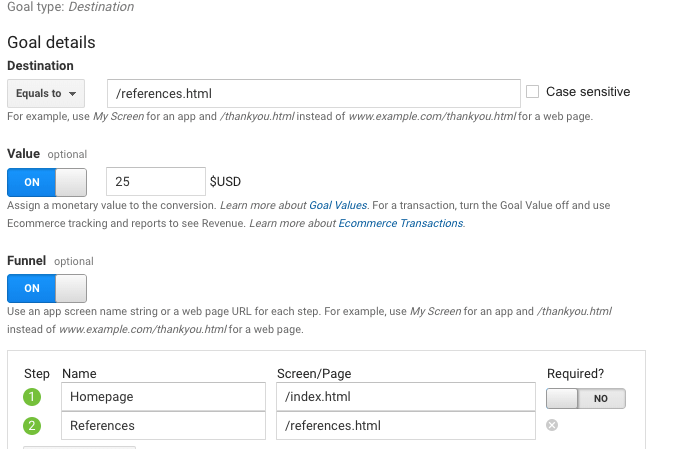 Goal type: Destination
Goal details
Destination
Equals to /references.html Case sensitive
For example, use My Screen for an app and /thankyou.html instead of www.example.com/thankyou.html for a web page.
Value optional
ON 25 $USD
Assign a monetary value to the conversion. Learn more about Goal Values. For a transaction, turn the Goal Value off and use
Ecommerce tracking and reports to see Revenue. Learn more about Ecommerce Transactions.
Funnel optional
ON
Use an app screen name string or a web page URL for each step. For example, use My Screen for an app and /thankyou.html
instead of www.example.com/thankyou.html for a web page.
Step Name Screen/Page Required?
1 Homepage /index.html NO
2 References /references.html